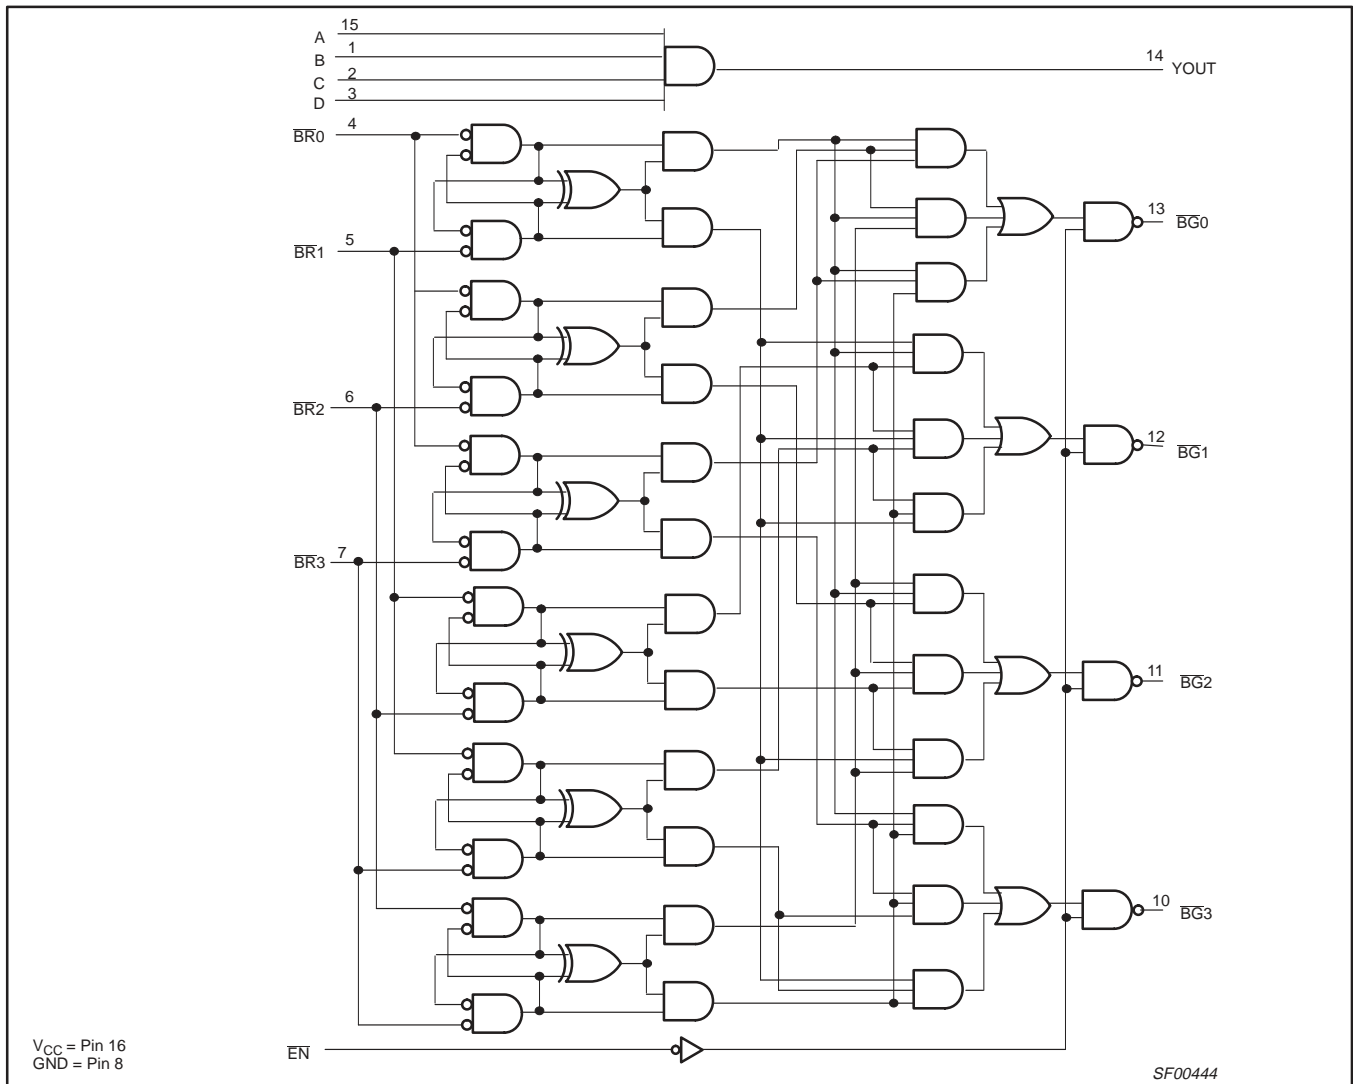 A 15
B 1
C 2
D 3
14 YOUT
BR0 4
13 BG0
BR1 5
BR2 6
12 BG1
BR3 7
11 BG2
10 BG3
EN
VCC = Pin 16
GND = Pin 8
SF00444